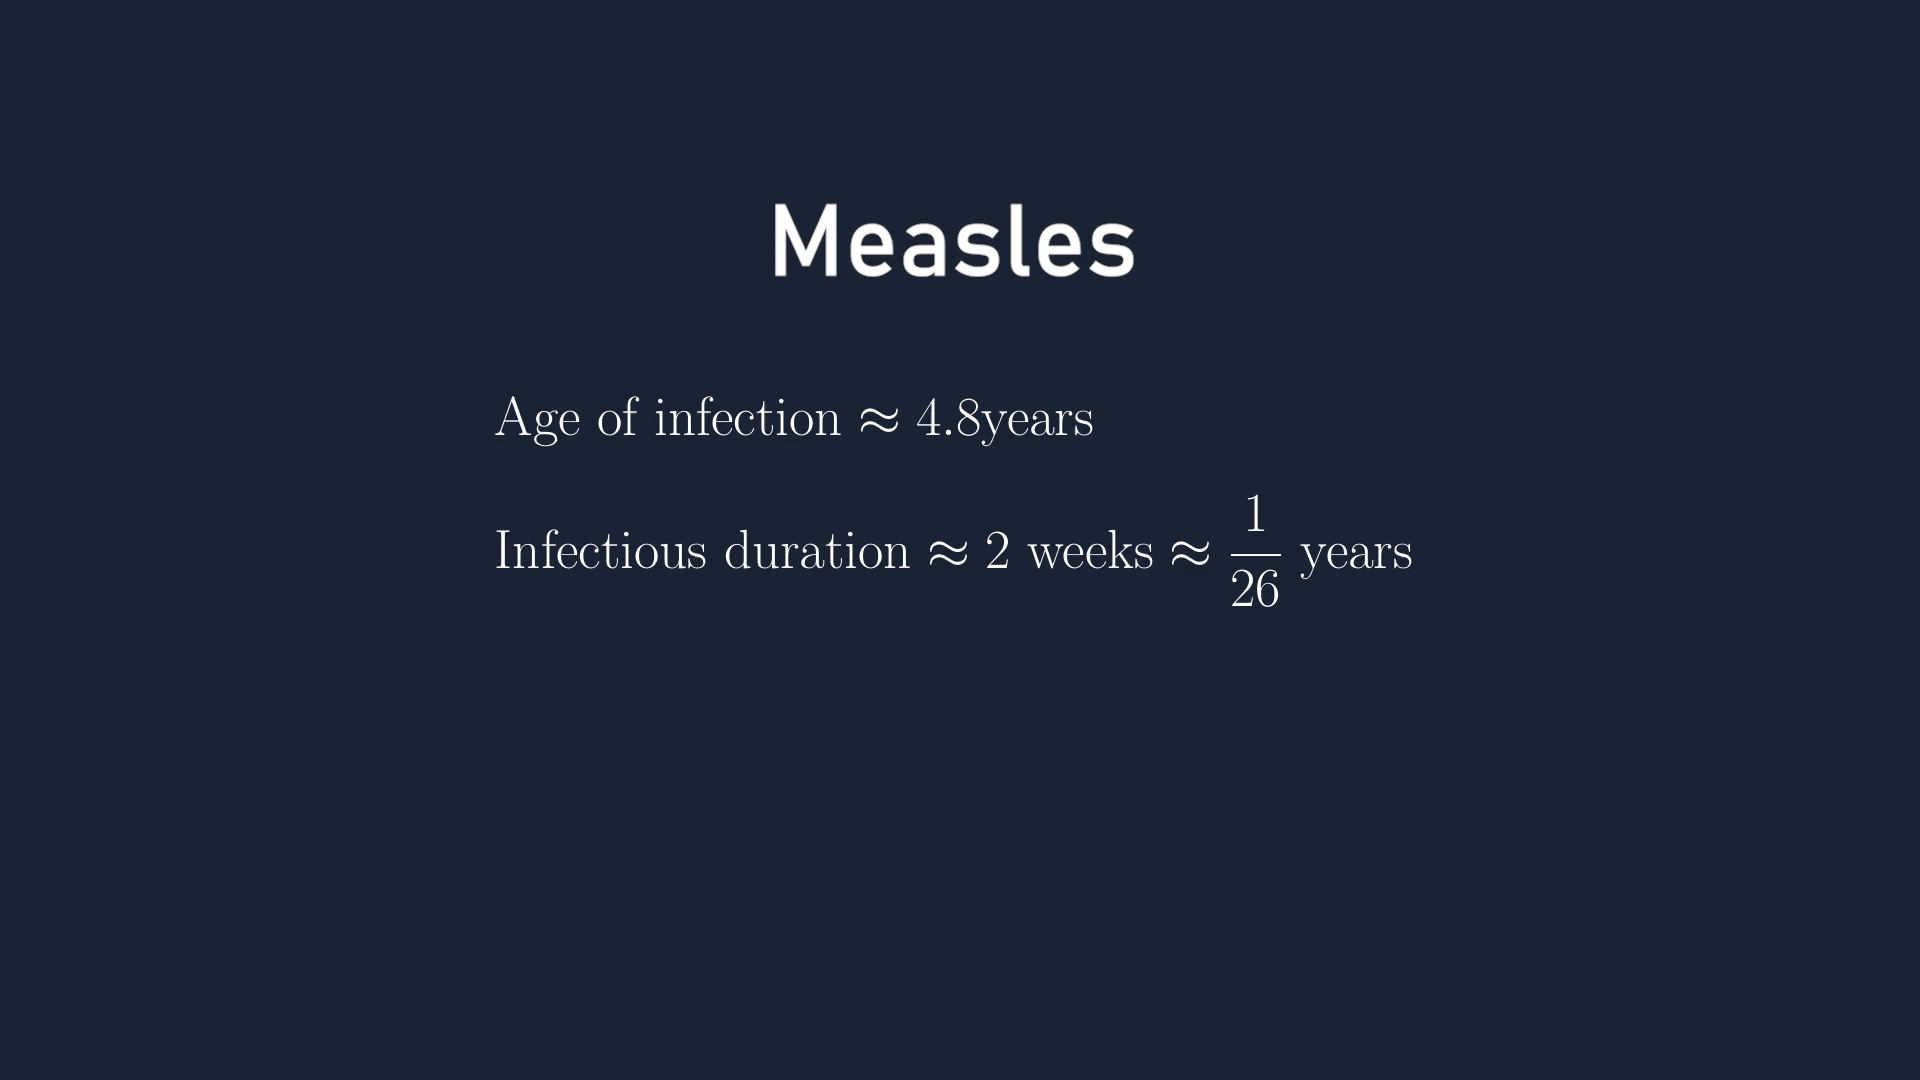 Measles
Age of infection ≈ 4.8years
Infectious duration ≈ 2 weeks ≈ 1/26 years